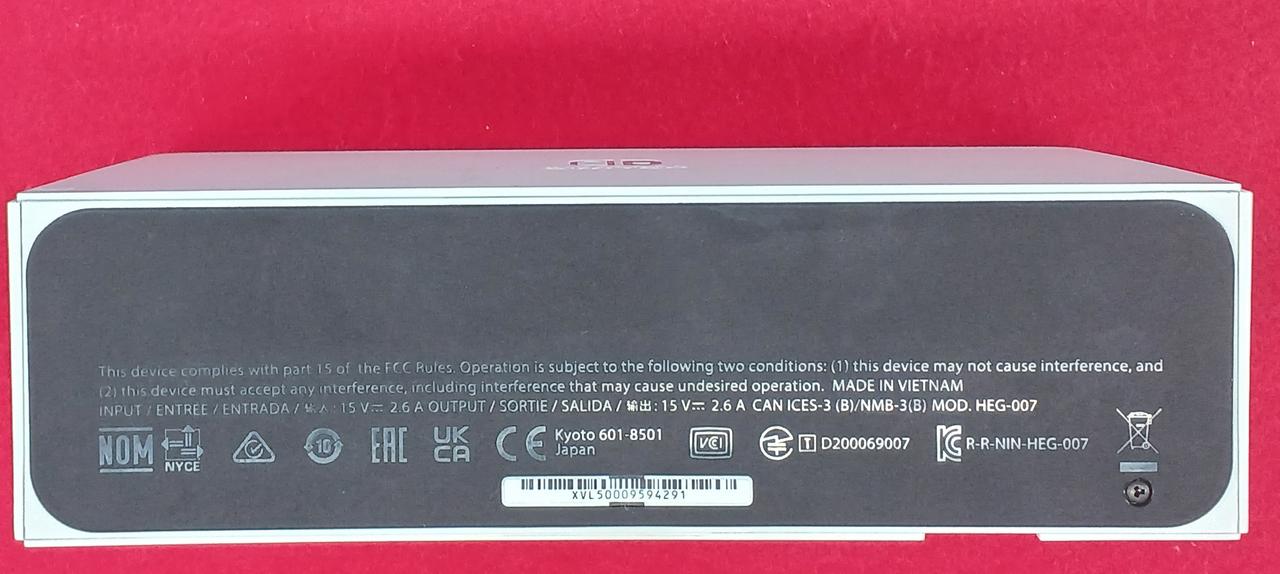 This device complies with part 15 of the FCC Rules. Operation is subject to the following two conditions: (1) this device may not cause interference, and
(2) this device must accept any interference, including interference that may cause undesired operation. MADE IN VIETNAM
INPUT / ENTRÉE / ENTRADA / 输入 : 15 V⎓ 2.6 A OUTPUT / SORTIE / SALIDA / 输出 : 15 V⎓ 2.6 A CAN ICES-3 (B)/NMB-3(B) MOD. HEG-007
NOM NYCE 10 EAC UK CA CE Kyoto 601-8501 Japan VCCI T D200069007 R-R-NIN-HEG-007
XVL50009594291